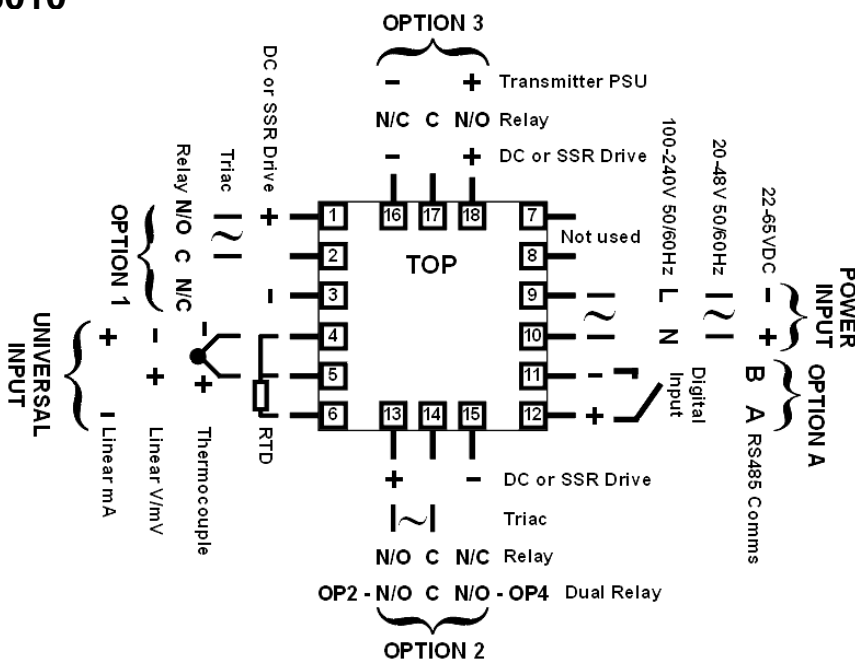 OPTION 3
- + Transmitter PSU
N/C C N/O Relay
- + DC or SSR Drive
DC or SSR Drive
Triac
Relay N/O C N/C
OPTION 1
+ -
- +
- +
+ -
UNIVERSAL INPUT
Linear mA
Linear V/mV
Thermocouple
RTD
1
2
3
4
5
6
16 17 18
TOP
7
8
9
10
11
12
13 14 15
Not used
100-240V 50/60Hz
L N
20-48V 50/60Hz
22-65VDC
- +
POWER INPUT
- +
Digital Input
B A RS485 Comms
OPTION A
+ - DC or SSR Drive
~ Triac
N/O C N/C Relay
OP2 - N/O C N/O - OP4 Dual Relay
OPTION 2